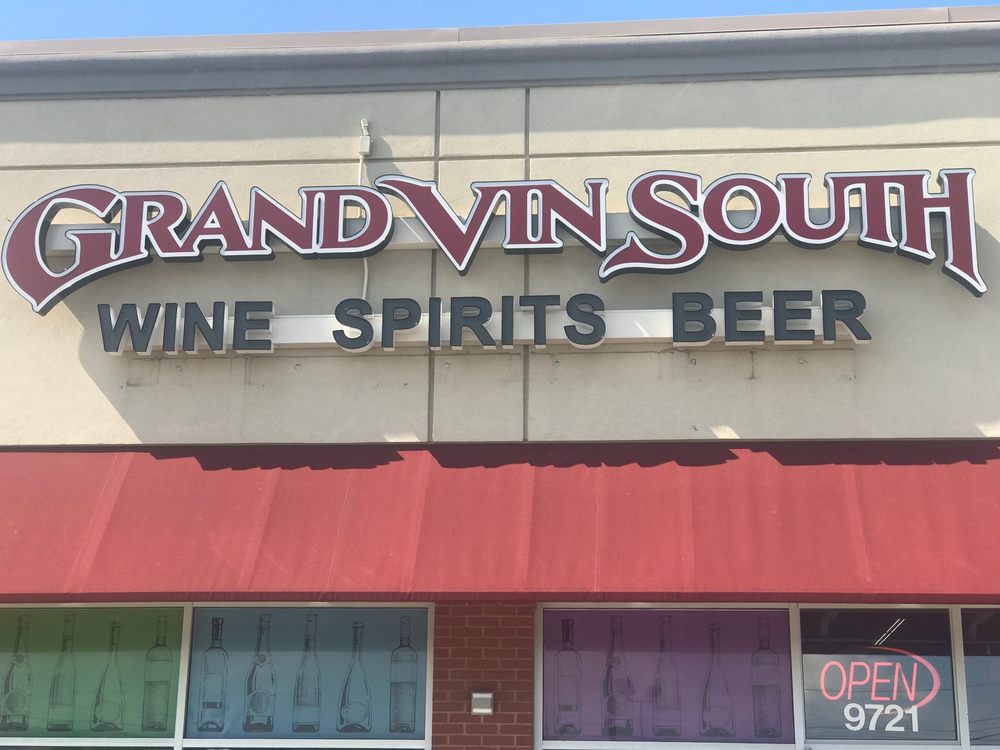 GRAND VIN SOUTH
WINE SPIRITS BEER
OPEN
9721